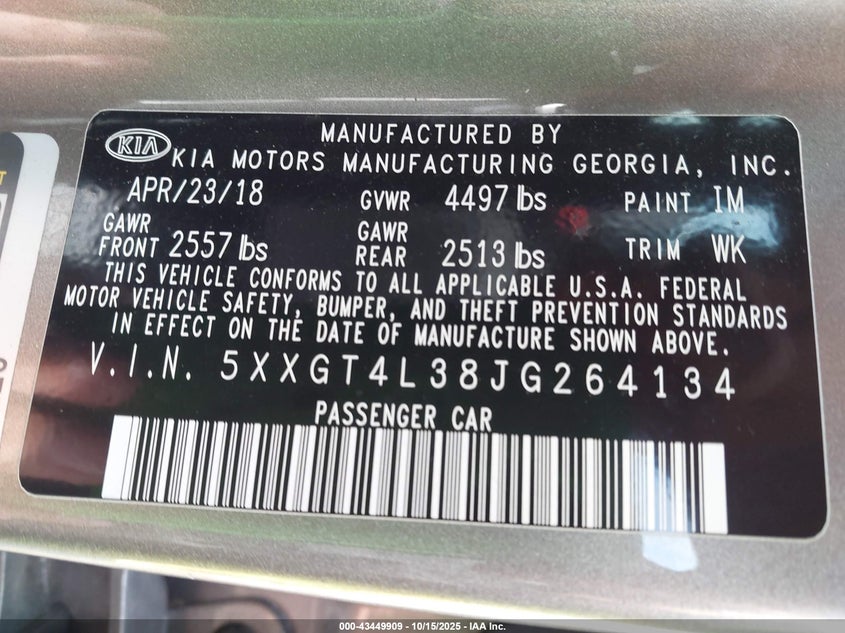 MANUFACTURED BY
KIA KIA MOTORS MANUFACTURING GEORGIA, INC.
APR/23/18 GVWR 4497 lbs PAINT IM
GAWR FRONT 2557 lbs GAWR REAR 2513 lbs TRIM WK
THIS VEHICLE CONFORMS TO ALL APPLICABLE U.S.A. FEDERAL
MOTOR VEHICLE SAFETY, BUMPER, AND THEFT PREVENTION STANDARDS
IN EFFECT ON THE DATE OF MANUFACTURE SHOWN ABOVE.
V.I.N. 5XXGT4L38JG264134
PASSENGER CAR
000-43449909 - 10/15/2025 - IAA Inc.